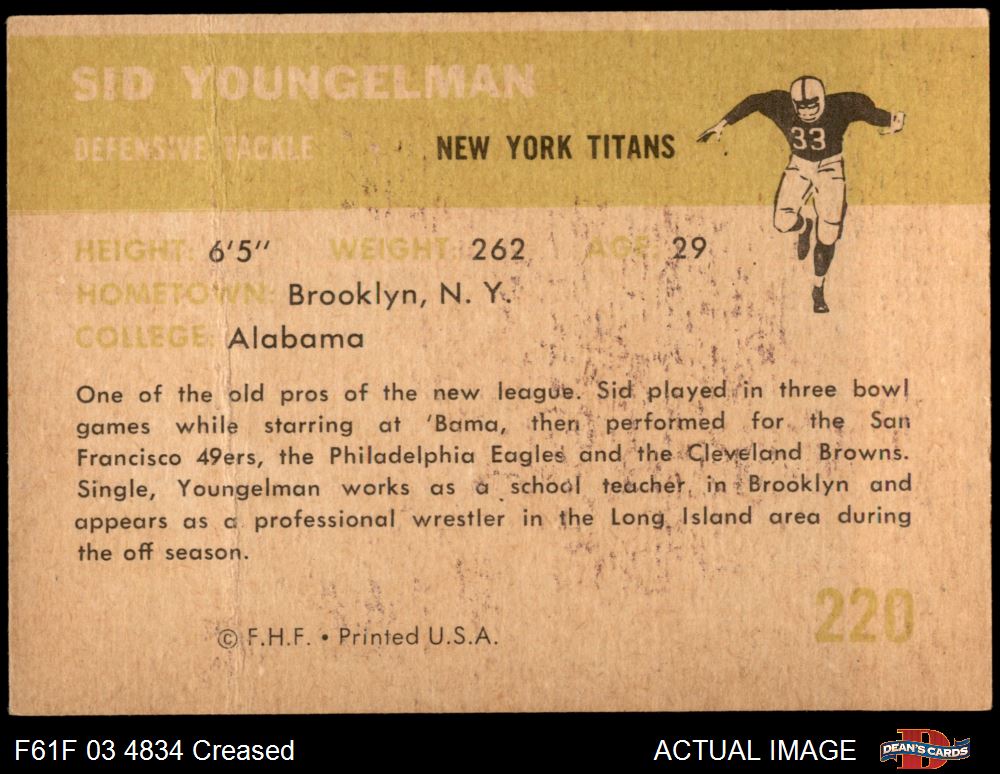 SID YOUNGELMAN
DEFENSIVE TACKLE NEW YORK TITANS
33
HEIGHT: 6'5" WEIGHT: 262 AGE: 29
HOMETOWN: Brooklyn, N. Y.
COLLEGE: Alabama
One of the old pros of the new league. Sid played in three bowl
games while starring at 'Bama, then performed for the San
Francisco 49ers, the Philadelphia Eagles and the Cleveland Browns.
Single, Youngelman works as a school teacher in Brooklyn and
appears as a professional wrestler in the Long Island area during
the off season.
220
© F.H.F. • Printed U.S.A.
F61F 03 4834 Creased
ACTUAL IMAGE
D
DEAN'S CARDS